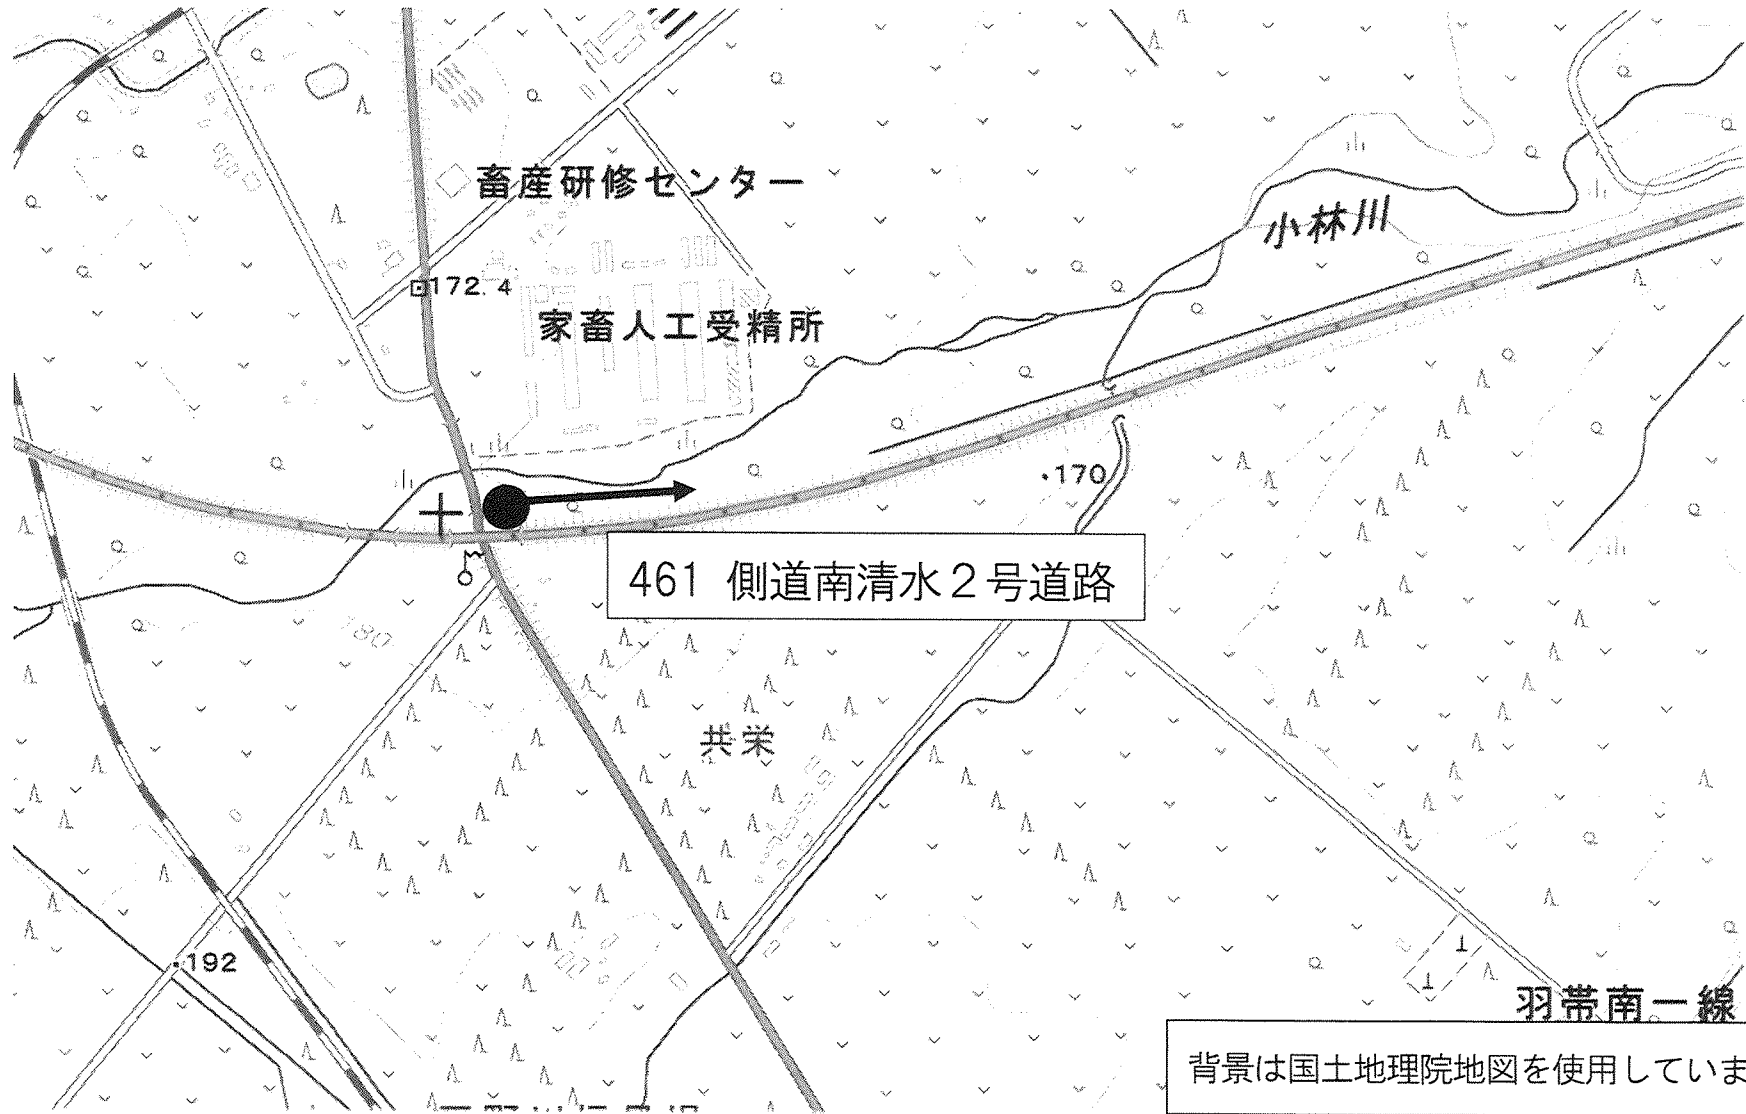 畜産研修センター
小林川
172.4
家畜人工受精所
・170
461 側道南清水２号道路
180
共栄
・192
羽帯南一線
背景は国土地理院地図を使用していま